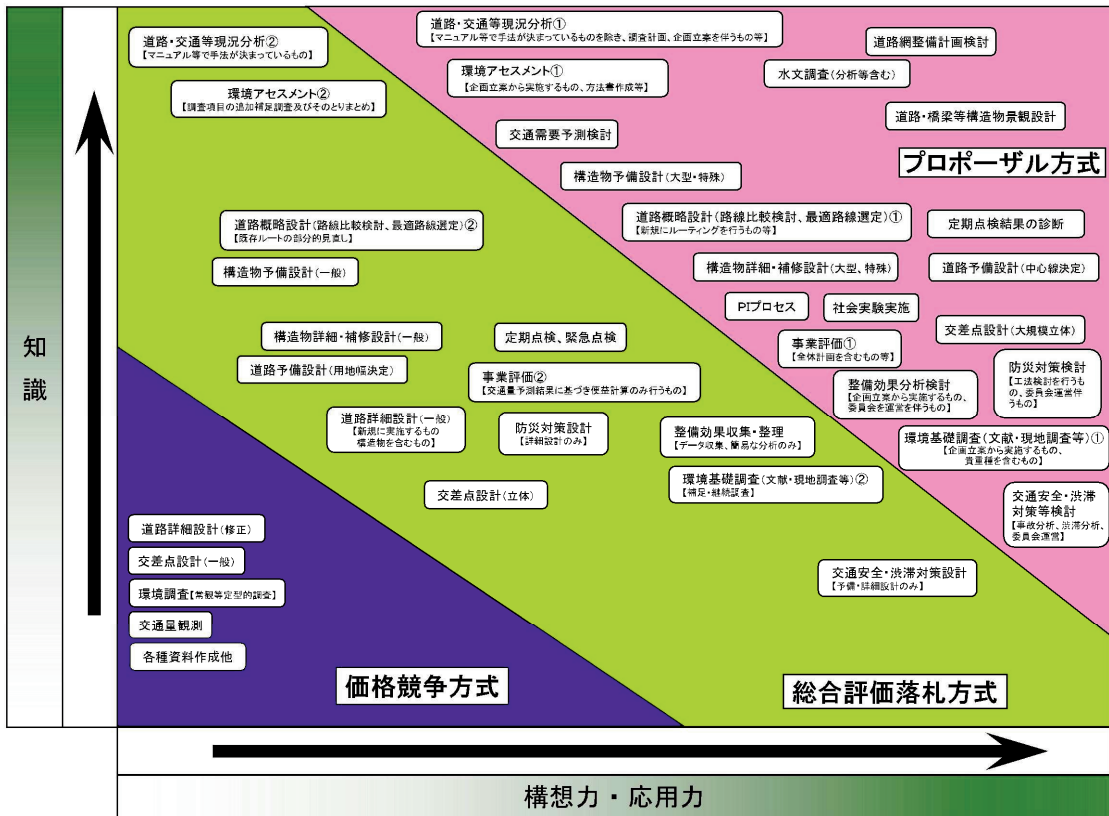 道路・交通等現況分析①
【マニュアル等で手法が決まっているものを除き、調査計画、企画立案を伴うもの等】
道路・交通等現況分析②
【マニュアル等で手法が決まっているもの】
道路網整備計画検討
環境アセスメント①
【企画立案から実施するもの、方法書作成等】
水文調査(分析等含む)
環境アセスメント②
【調査項目の追加補足調査及びそのとりまとめ】
道路・橋梁等構造物景観設計
交通需要予測検討
プロポーザル方式
構造物予備設計(大型・特殊)
道路概略設計(路線比較検討、最適路線選定)①
【新規にルーティングを行うもの等】
定期点検結果の診断
道路概略設計(路線比較検討、最適路線選定)②
【既存ルートの部分的見直し】
構造物予備設計(一般)
構造物詳細・補修設計(大型、特殊)
道路予備設計(中心線決定)
PIプロセス
社会実験実施
構造物詳細・補修設計(一般)
定期点検、緊急点検
交差点設計(大規模立体)
事業評価①
【全体計画を含むもの等】
道路予備設計(用地幅決定)
事業評価②
【交通量予測結果に基づき便益計算のみ行うもの】
防災対策検討
【工法検討を行うも
の、委員会運営伴
うもの】
整備効果分析検討
【企画立案から実施するもの、
委員会を運営を伴うもの】
道路詳細設計(一般)
【新規に実施するもの
構造物を含むもの】
防災対策設計
【詳細設計のみ】
整備効果収集・整理
【データ収集、簡易な分析のみ】
環境基礎調査(文献・現地調査等)①
【企画立案から実施するもの、
貴重種を含むもの】
環境基礎調査(文献・現地調査等)②
【補足・継続調査】
交差点設計(立体)
交通安全・渋滞
対策等検討
【事故分析、渋滞分析、
委員会運営】
道路詳細設計(修正)
交差点設計(一般)
環境調査【常観等定型的調査】
交通量観測
各種資料作成他
交通安全・渋滞対策設計
【予備・詳細設計のみ】
価格競争方式
総合評価落札方式
知
識
構想力・応用力